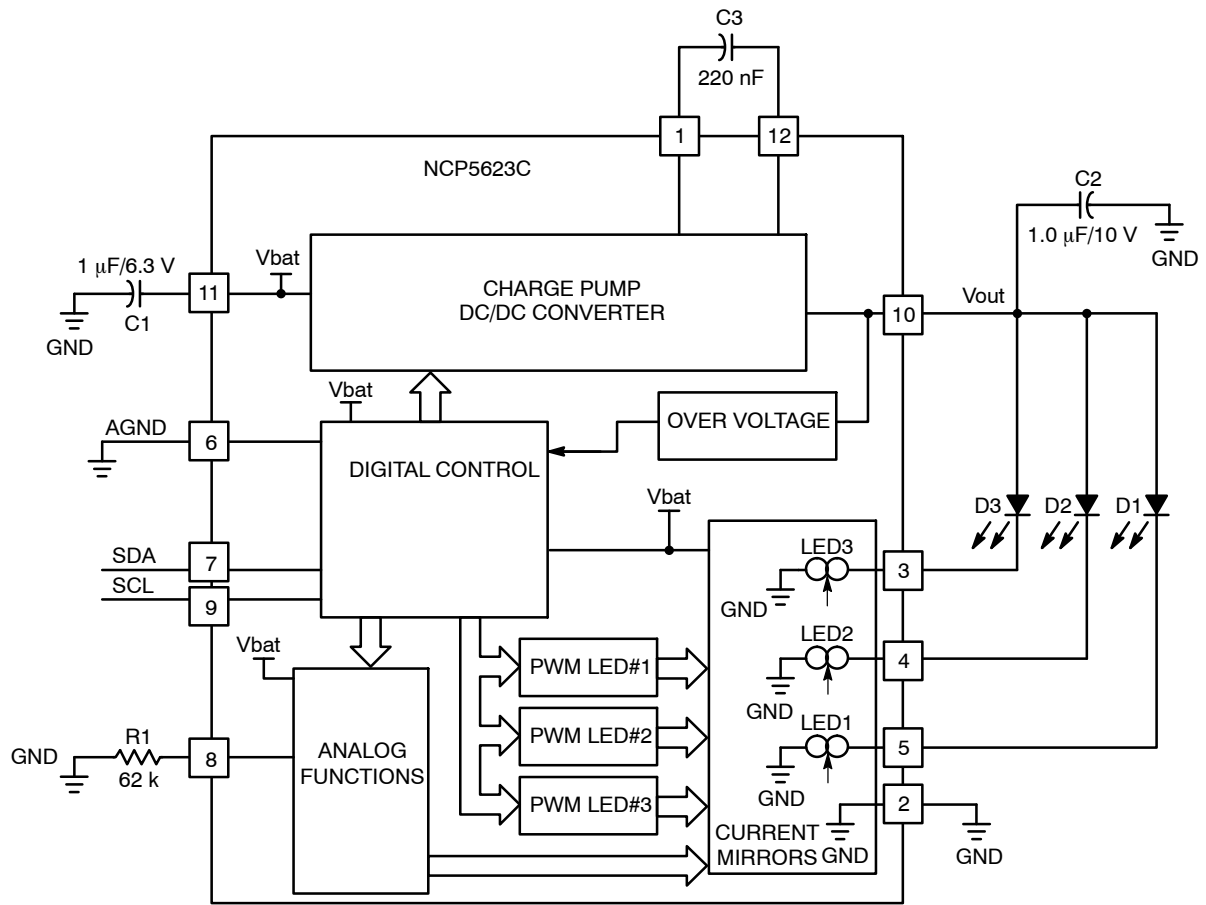 C3
220 nF
1
12
NCP5623C
C2
1.0 μF/10 V
GND
1 μF/6.3 V
Vbat
11
C1
GND
CHARGE PUMP
DC/DC CONVERTER
10
Vout
Vbat
AGND
6
OVER VOLTAGE
DIGITAL CONTROL
Vbat
D3
D2
D1
SDA
7
SCL
9
LED3
3
GND
LED2
4
GND
LED1
5
GND
2
GND
GND
Vbat
PWM LED#1
PWM LED#2
PWM LED#3
GND
R1
62 k
8
ANALOG
FUNCTIONS
CURRENT
MIRRORS